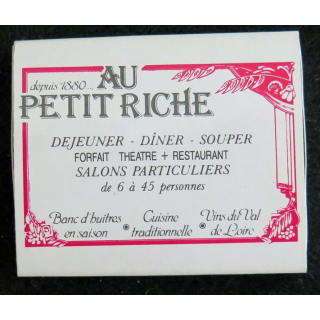 depuis 1880... AU
PETIT RICHE
DEJEUNER - DÎNER - SOUPER
FORFAIT THEATRE + RESTAURANT
SALONS PARTICULIERS
de 6 à 45 personnes
Banc d'huitres Cuisine Vins du Val
en saison * traditionnelle * de Loire